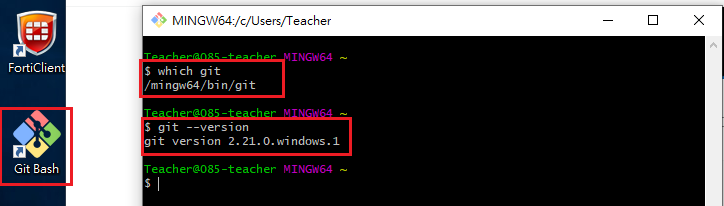 FortiClient
Git Bash
MINGW64:/c/Users/Teacher
Teacher@085-teacher MINGW64 ~
$ which git
/mingw64/bin/git
Teacher@085-teacher MINGW64 ~
$ git --version
git version 2.21.0.windows.1
Teacher@085-teacher MINGW64 ~
$